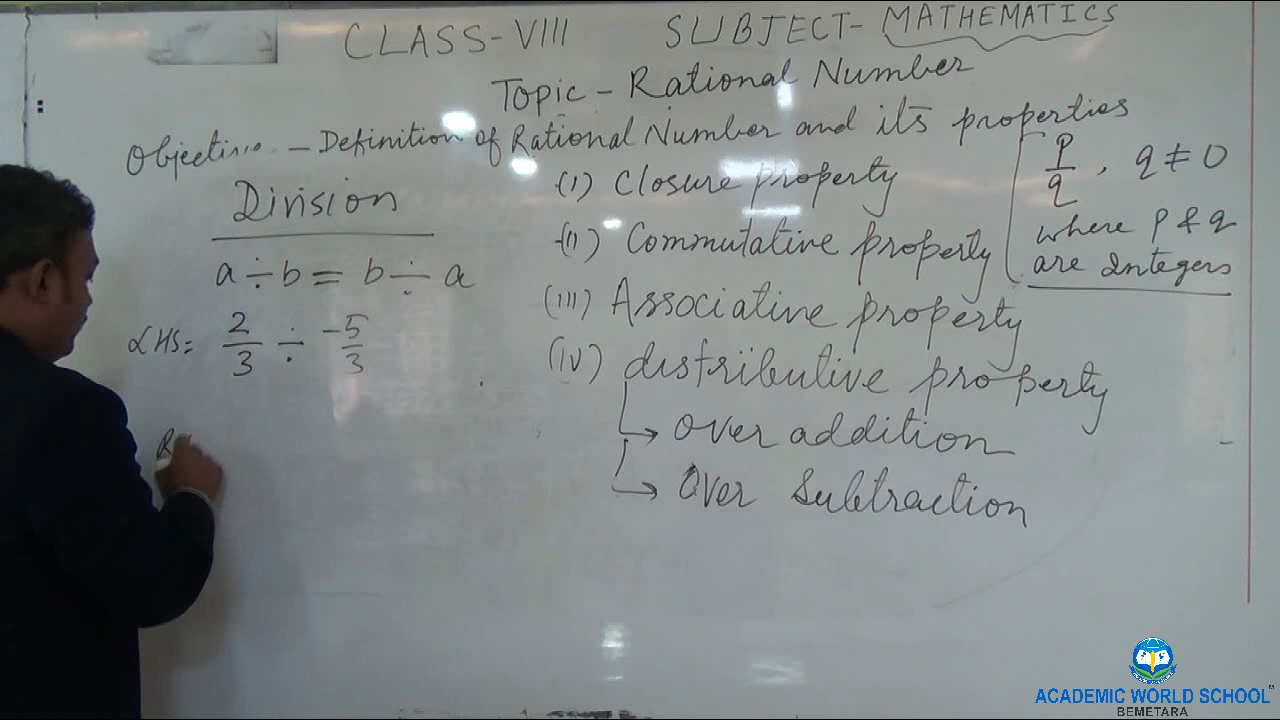 CLASS-VIII SUBJECT- MATHEMATICS
Topic - Rational Number
Objective - Definition of Rational Number and its properties
Division
a ÷ b = b ÷ a
LHS = 2/3 ÷ -5/3
R
(i) Closure property
(ii) Commutative property
(iii) Associative property
(iv) distributive property
→ Over addition
→ Over Subtraction
p/q , q ≠ 0
where p & q
are Integers
ACADEMIC WORLD SCHOOL
BEMETARA